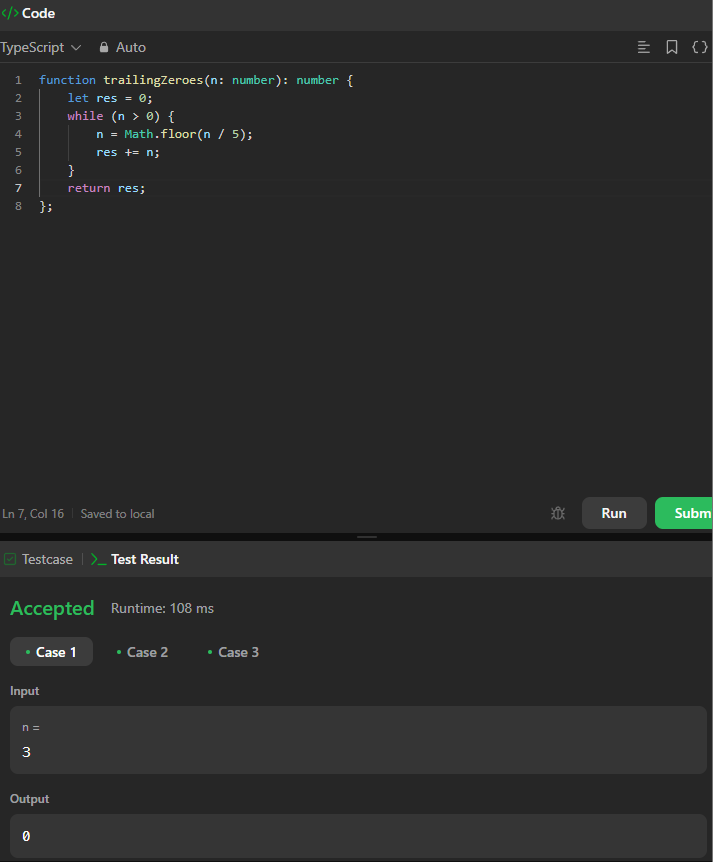 </> Code
TypeScript Auto
1 function trailingZeroes(n: number): number {
2 let res = 0;
3 while (n > 0) {
4 n = Math.floor(n / 5);
5 res += n;
6 }
7 return res;
8 };
Ln 7, Col 16 | Saved to local
Run
Subm
Testcase | >_ Test Result
Accepted Runtime: 108 ms
• Case 1 • Case 2 • Case 3
Input
n =
3
Output
0